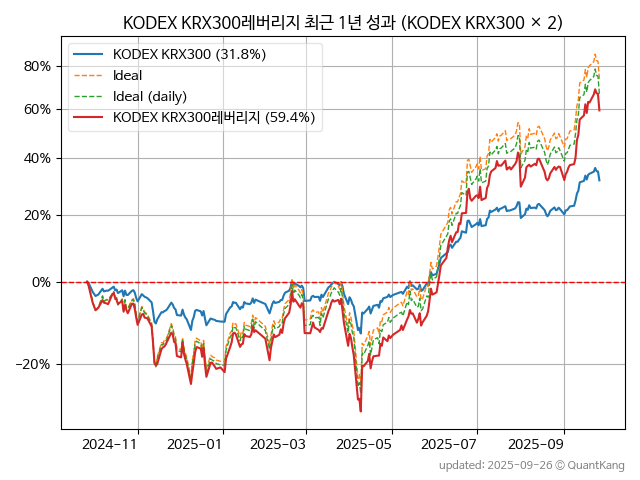 KODEX KRX300레버리지 최근 1년 성과 (KODEX KRX300 × 2)
KODEX KRX300 (31.8%)
Ideal
Ideal (daily)
KODEX KRX300레버리지 (59.4%)
80%
60%
40%
20%
0%
−20%
2024-11
2025-01
2025-03
2025-05
2025-07
2025-09
updated: 2025-09-26 © QuantKang